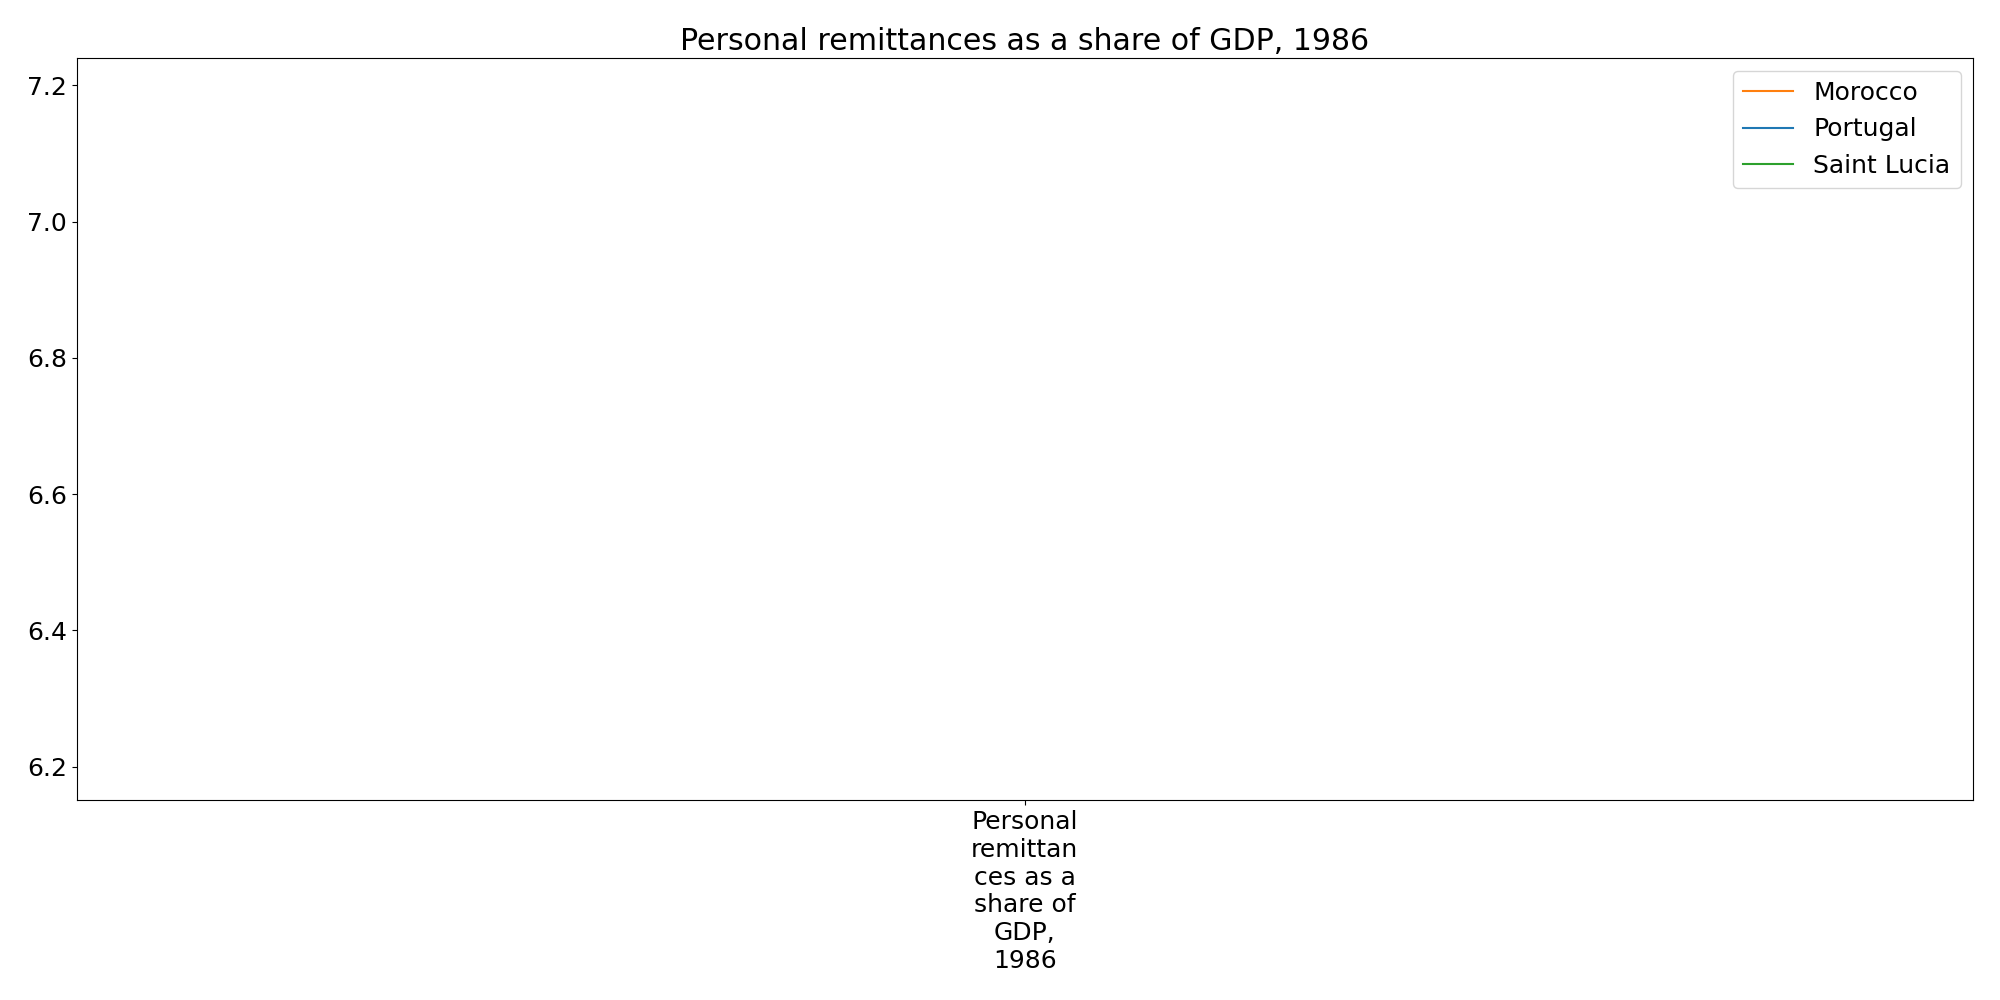 Personal remittances as a share of GDP, 1986
7.2
7.0
6.8
6.6
6.4
6.2
Morocco
Portugal
Saint Lucia
Personal
remittan
ces as a
share of
GDP,
1986